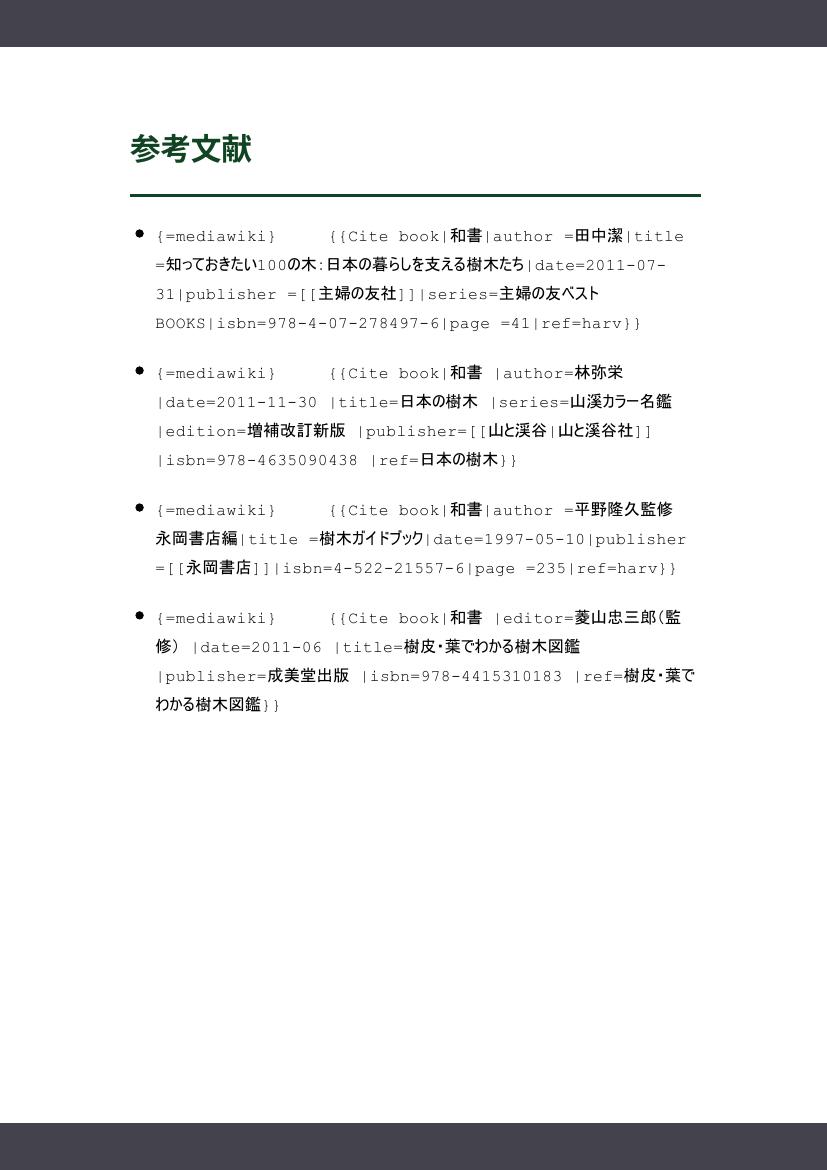 参考文献
{=mediawiki} {{Cite book|和書|author =田中潔|title
=知っておきたい100の木:日本の暮らしを支える樹木たち|date=2011-07-
31|publisher =[[主婦の友社]]|series=主婦の友ベスト
BOOKS|isbn=978-4-07-278497-6|page =41|ref=harv}}
{=mediawiki} {{Cite book|和書 |author=林弥栄
|date=2011-11-30 |title=日本の樹木 |series=山溪カラー名鑑
|edition=増補改訂新版 |publisher=[[山と渓谷|山と溪谷社]]
|isbn=978-4635090438 |ref=日本の樹木}}
{=mediawiki} {{Cite book|和書|author =平野隆久監修
永岡書店編|title =樹木ガイドブック|date=1997-05-10|publisher
=[[永岡書店]]|isbn=4-522-21557-6|page =235|ref=harv}}
{=mediawiki} {{Cite book|和書 |editor=菱山忠三郎(監
修) |date=2011-06 |title=樹皮・葉でわかる樹木図鑑
|publisher=成美堂出版 |isbn=978-4415310183 |ref=樹皮・葉で
わかる樹木図鑑}}